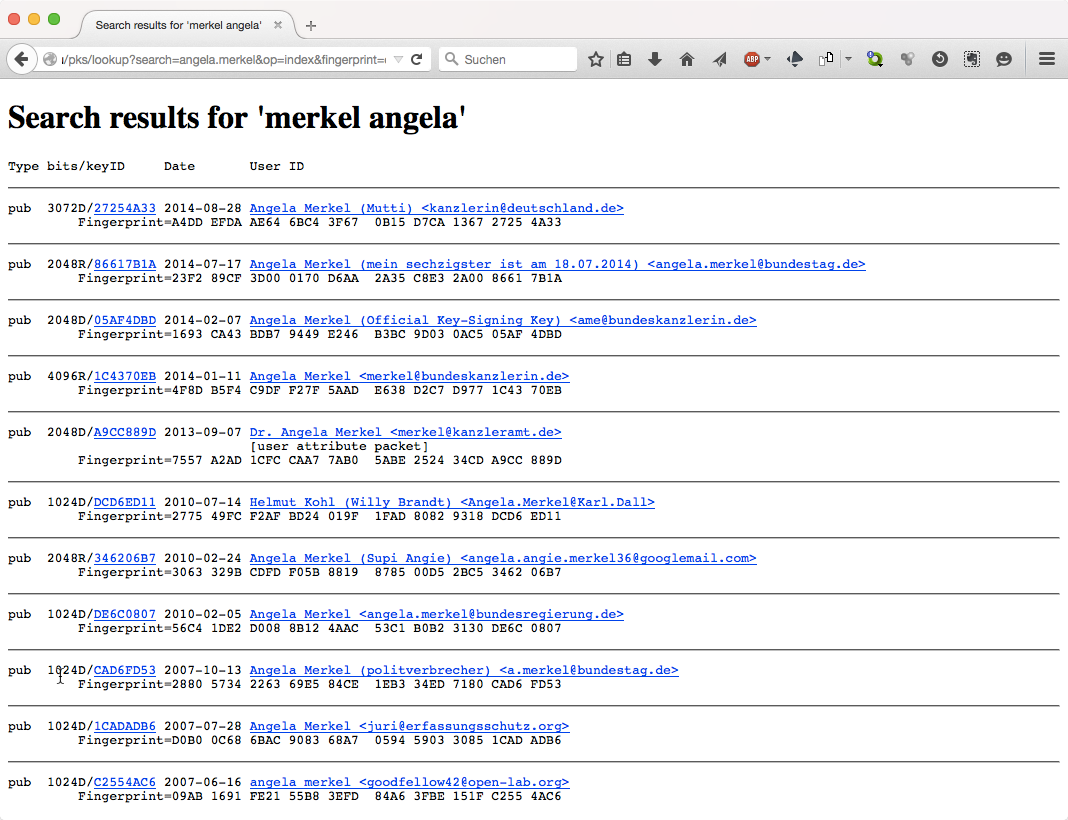 Search results for 'merkel angela'
ı/pks/lookup?search=angela.merkel&op=index&fingerprint=
Suchen
ABP
Search results for 'merkel angela'
Type bits/keyID Date User ID
pub 3072D/27254A33 2014-08-28 Angela Merkel (Mutti) <kanzlerin@deutschland.de>
Fingerprint=A4DD EFDA AE64 6BC4 3F67 0B15 D7CA 1367 2725 4A33
pub 2048R/86617B1A 2014-07-17 Angela Merkel (mein sechzigster ist am 18.07.2014) <angela.merkel@bundestag.de>
Fingerprint=23F2 89CF 3D00 0170 D6AA 2A35 C8E3 2A00 8661 7B1A
pub 2048D/05AF4DBD 2014-02-07 Angela Merkel (Official Key-Signing Key) <ame@bundeskanzlerin.de>
Fingerprint=1693 CA43 BDB7 9449 E246 B3BC 9D03 0AC5 05AF 4DBD
pub 4096R/1C4370EB 2014-01-11 Angela Merkel <merkel@bundeskanzlerin.de>
Fingerprint=4F8D B5F4 C9DF F27F 5AAD E638 D2C7 D977 1C43 70EB
pub 2048D/A9CC889D 2013-09-07 Dr. Angela Merkel <merkel@kanzleramt.de>
[user attribute packet]
Fingerprint=7557 A2AD 1CFC CAA7 7AB0 5ABE 2524 34CD A9CC 889D
pub 1024D/DCD6ED11 2010-07-14 Helmut Kohl (Willy Brandt) <Angela.Merkel@Karl.Dall>
Fingerprint=2775 49FC F2AF BD24 019F 1FAD 8082 9318 DCD6 ED11
pub 2048R/346206B7 2010-02-24 Angela Merkel (Supi Angie) <angela.angie.merkel36@googlemail.com>
Fingerprint=3063 329B CDFD F05B 8819 8785 00D5 2BC5 3462 06B7
pub 1024D/DE6C0807 2010-02-05 Angela Merkel <angela.merkel@bundesregierung.de>
Fingerprint=56C4 1DE2 D008 8B12 4AAC 53C1 B0B2 3130 DE6C 0807
pub 1024D/CAD6FD53 2007-10-13 Angela Merkel (politverbrecher) <a.merkel@bundestag.de>
Fingerprint=2880 5734 2263 69E5 84CE 1EB3 34ED 7180 CAD6 FD53
pub 1024D/1CADADB6 2007-07-28 Angela Merkel <juri@erfassungsschutz.org>
Fingerprint=D0B0 0C68 6BAC 9083 68A7 0594 5903 3085 1CAD ADB6
pub 1024D/C2554AC6 2007-06-16 angela merkel <goodfellow42@open-lab.org>
Fingerprint=09AB 1691 FE21 55B8 3EFD 84A6 3FBE 151F C255 4AC6